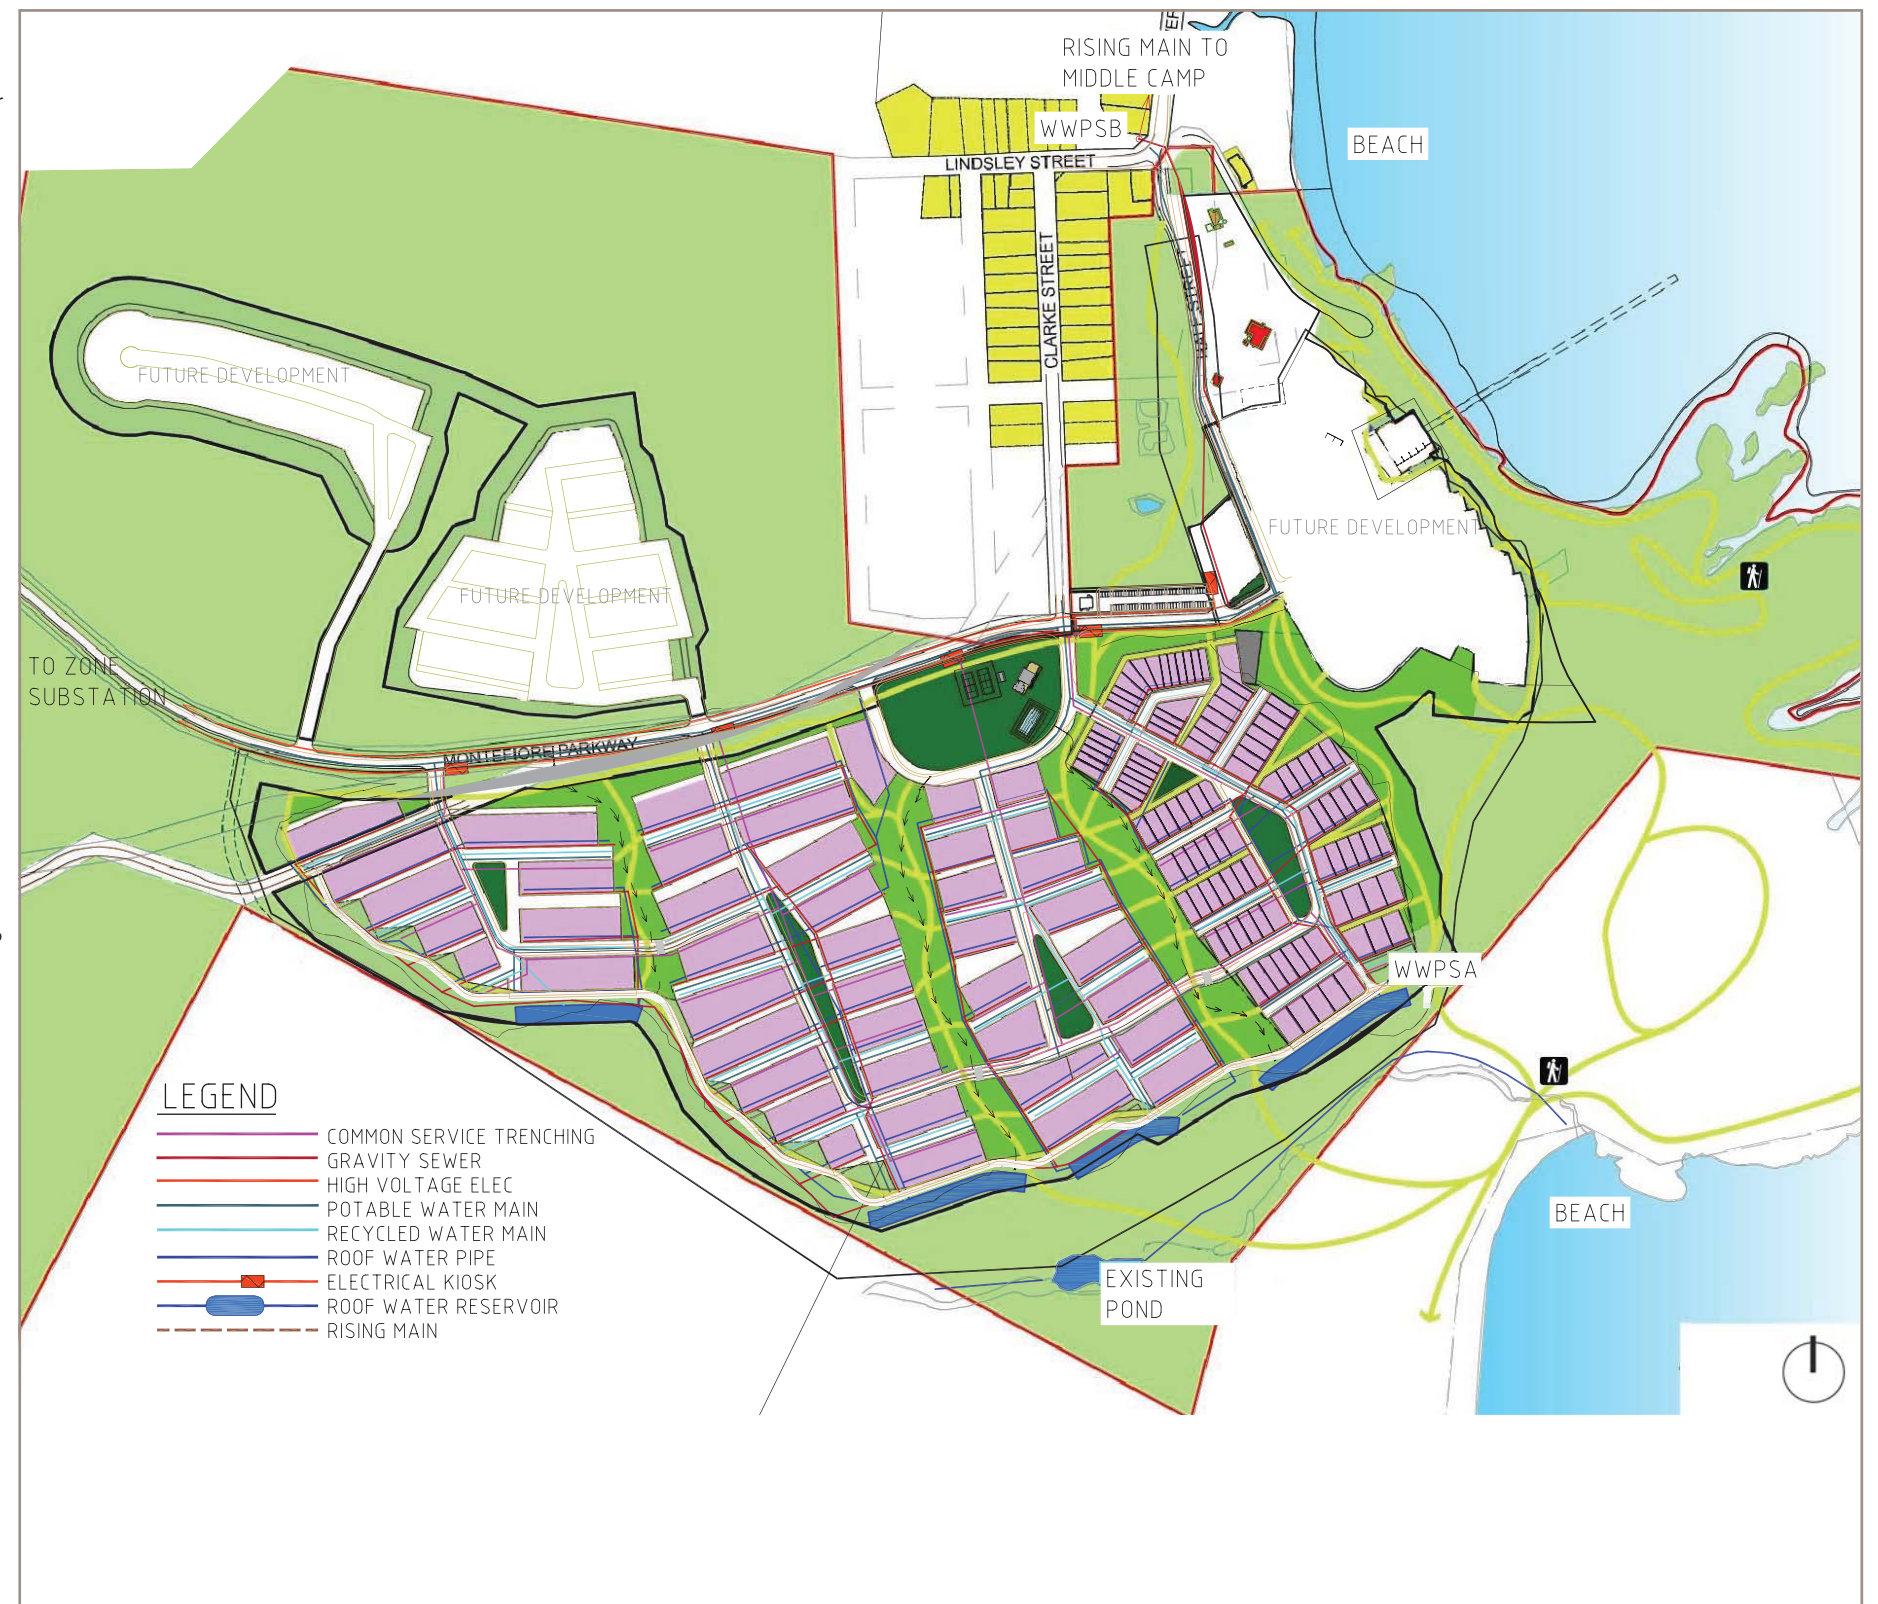 RISING MAIN TO
MIDDLE CAMP
WWPSB
BEACH
LINDSLEY STREET
CLARKE STREET
STREET
FUTURE DEVELOPMENT
FUTURE DEVELOPMENT
FUTURE DEVELOPMENT
TO ZONE
SUBSTATION
MONTEFIORE PARKWAY
WWPSA
LEGEND
COMMON SERVICE TRENCHING
GRAVITY SEWER
HIGH VOLTAGE ELEC
POTABLE WATER MAIN
RECYCLED WATER MAIN
ROOF WATER PIPE
ELECTRICAL KIOSK
ROOF WATER RESERVOIR
RISING MAIN
BEACH
EXISTING
POND